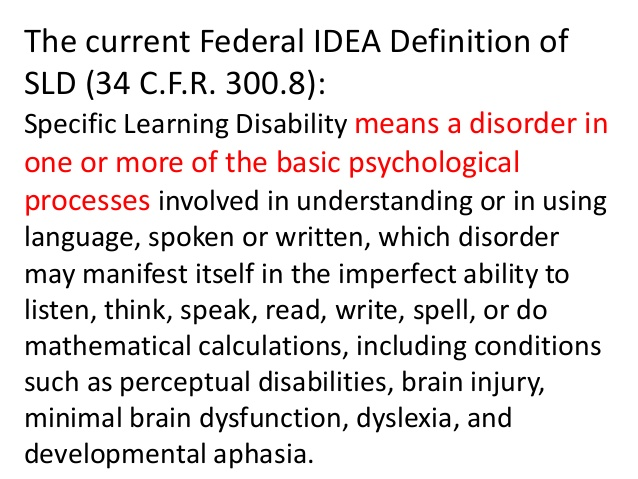 The current Federal IDEA Definition of
SLD (34 C.F.R. 300.8):
Specific Learning Disability means a disorder in
one or more of the basic psychological
processes involved in understanding or in using
language, spoken or written, which disorder
may manifest itself in the imperfect ability to
listen, think, speak, read, write, spell, or do
mathematical calculations, including conditions
such as perceptual disabilities, brain injury,
minimal brain dysfunction, dyslexia, and
developmental aphasia.